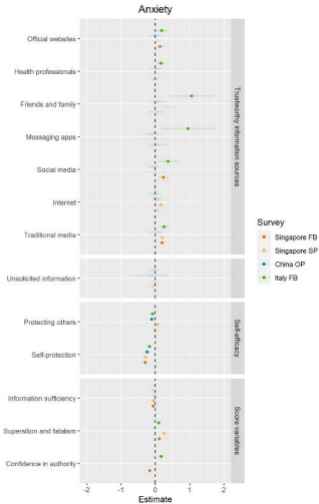 Anxiety
Official websites
Health professionals
Friends and family
Messaging apps
Social media
Internet
Traditional media
Trustworthy information sources
Unsolicited information
Protecting others
Self-protection
Self-efficacy
Information sufficiency
Supersition and fatalism
Confidence in authority
Score variables
-2 -1 0 1 2
Estimate
Survey
Singapore FB
Singapore SP
China OP
Italy FB